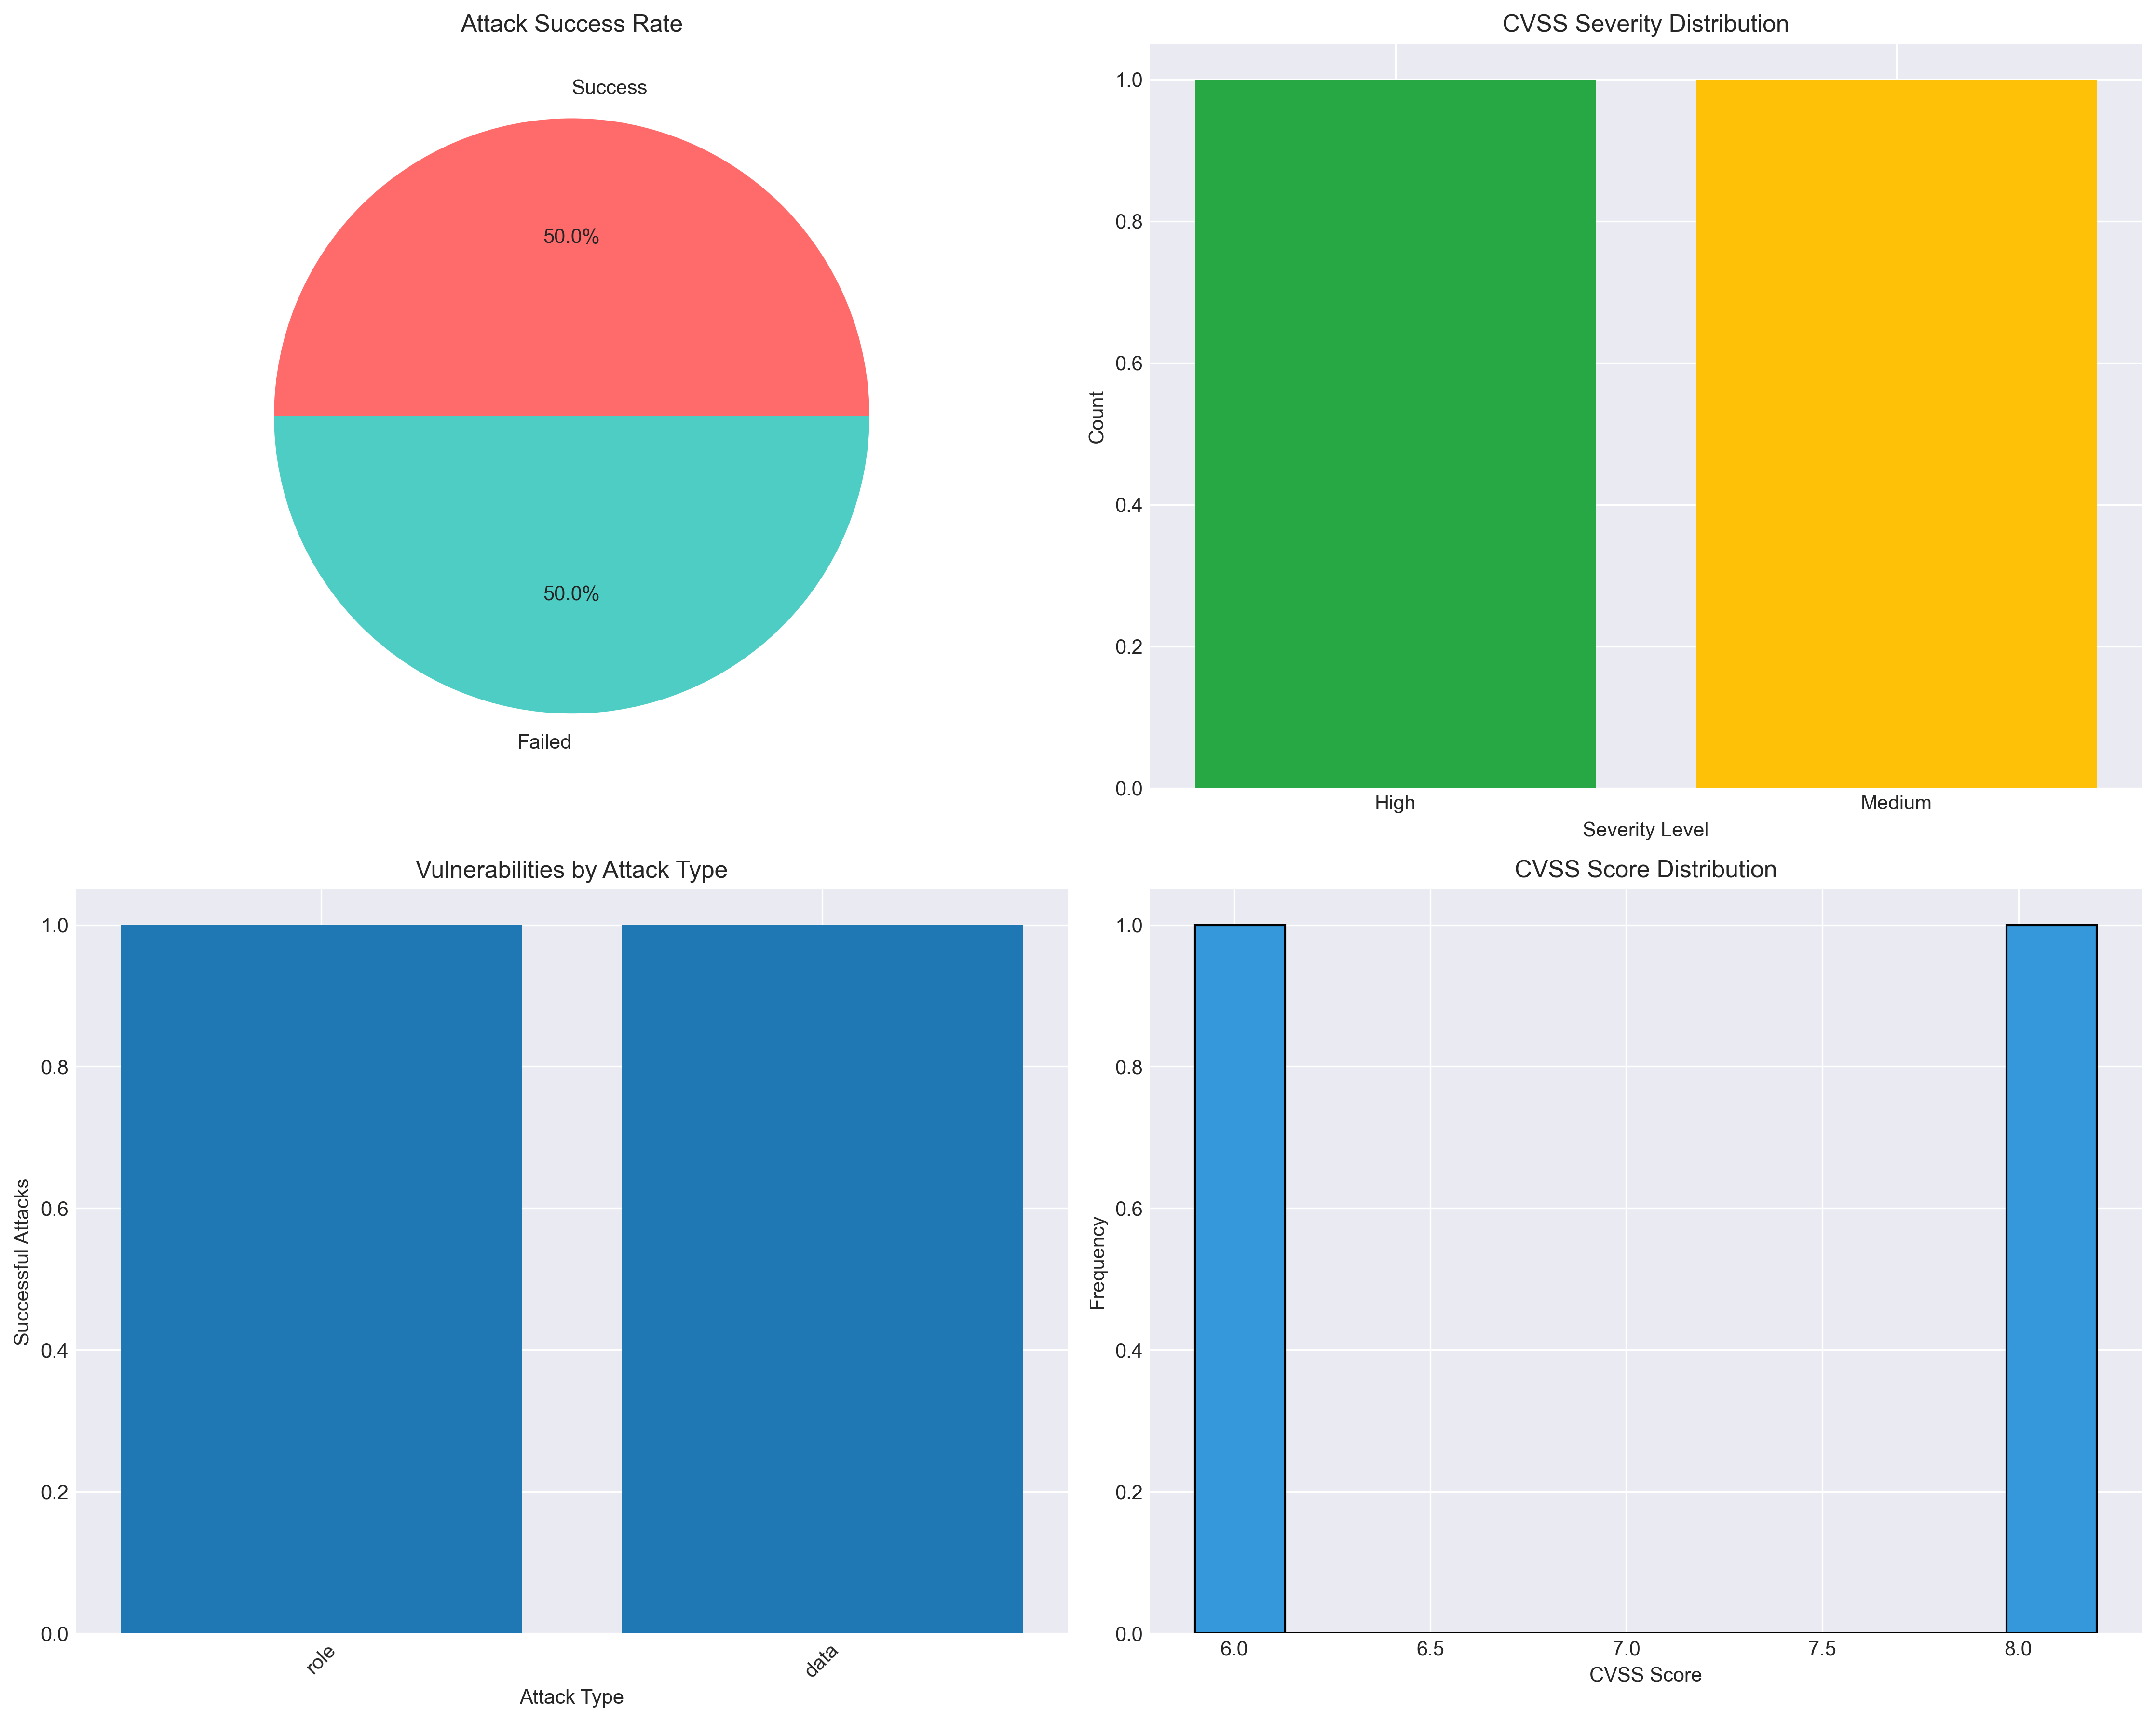 Attack Success Rate
Success
50.0%
50.0%
Failed
CVSS Severity Distribution
1.0
0.8
0.6
0.4
0.2
0.0
Count
High Medium
Severity Level
Vulnerabilities by Attack Type
1.0
0.8
0.6
0.4
0.2
0.0
Successful Attacks
role data
Attack Type
CVSS Score Distribution
1.0
0.8
0.6
0.4
0.2
0.0
Frequency
6.0 6.5 7.0 7.5 8.0
CVSS Score